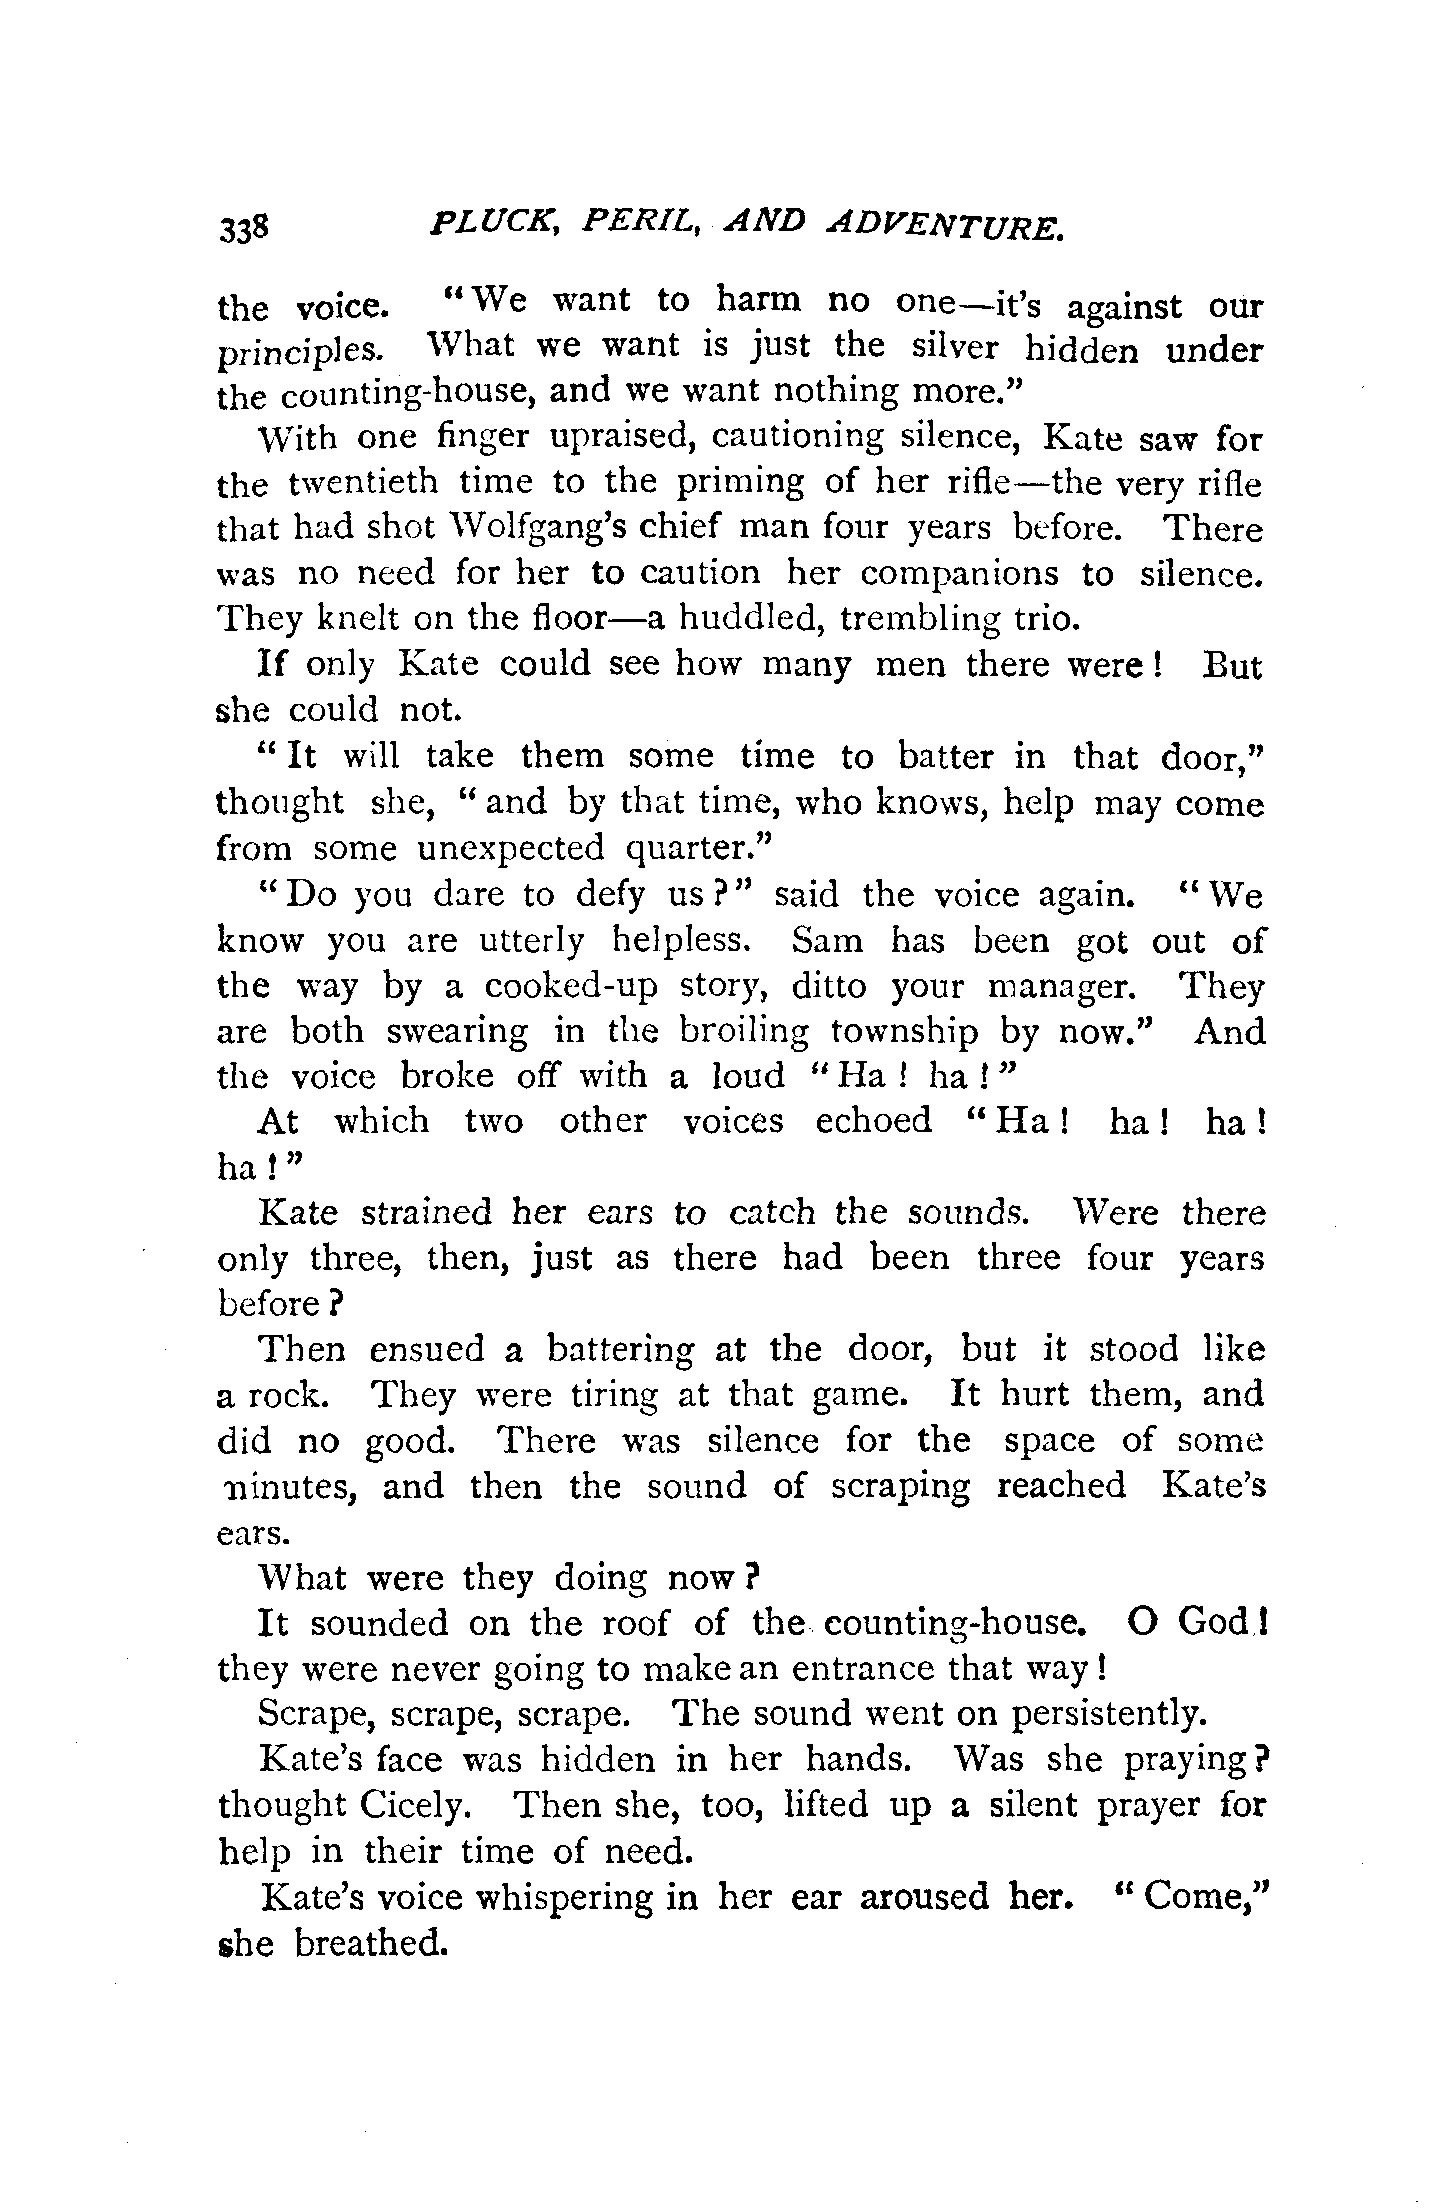 338 PLUCK, PERIL, AND ADVENTURE.
the voice. “We want to harm no one—it’s against our
principles. What we want is just the silver hidden under
the counting-house, and we want nothing more.”
With one finger upraised, cautioning silence, Kate saw for
the twentieth time to the priming of her rifle—the very rifle
that had shot Wolfgang’s chief man four years before. There
was no need for her to caution her companions to silence.
They knelt on the floor—a huddled, trembling trio.
If only Kate could see how many men there were! But
she could not.
“It will take them some time to batter in that door,”
thought she, “and by that time, who knows, help may come
from some unexpected quarter.”
“Do you dare to defy us?” said the voice again. “We
know you are utterly helpless. Sam has been got out of
the way by a cooked-up story, ditto your manager. They
are both swearing in the broiling township by now.” And
the voice broke off with a loud “Ha! ha!”
At which two other voices echoed “Ha! ha! ha!
ha!”
Kate strained her ears to catch the sounds. Were there
only three, then, just as there had been three four years
before?
Then ensued a battering at the door, but it stood like
a rock. They were tiring at that game. It hurt them, and
did no good. There was silence for the space of some
minutes, and then the sound of scraping reached Kate’s
ears.
What were they doing now?
It sounded on the roof of the counting-house. O God!
they were never going to make an entrance that way!
Scrape, scrape, scrape. The sound went on persistently.
Kate’s face was hidden in her hands. Was she praying?
thought Cicely. Then she, too, lifted up a silent prayer for
help in their time of need.
Kate’s voice whispering in her ear aroused her. “Come,”
she breathed.